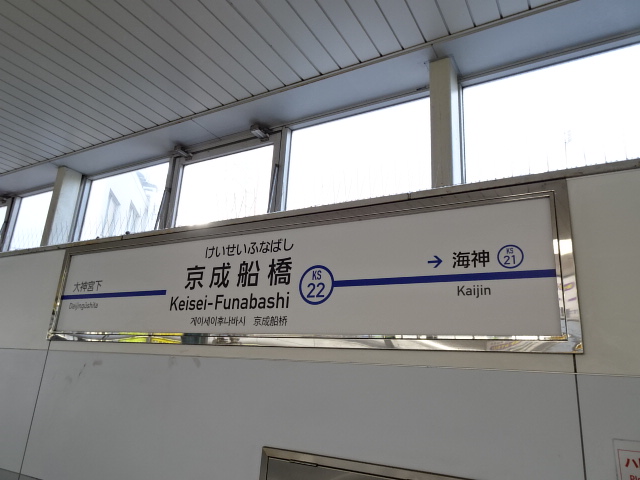 けいせいふなばし
京成船橋
Keisei-Funabashi
게이세이후나바시 京成船桥
KS
22
大神宮下
Daijingūshita
→ 海神
KS
21
Kaijin